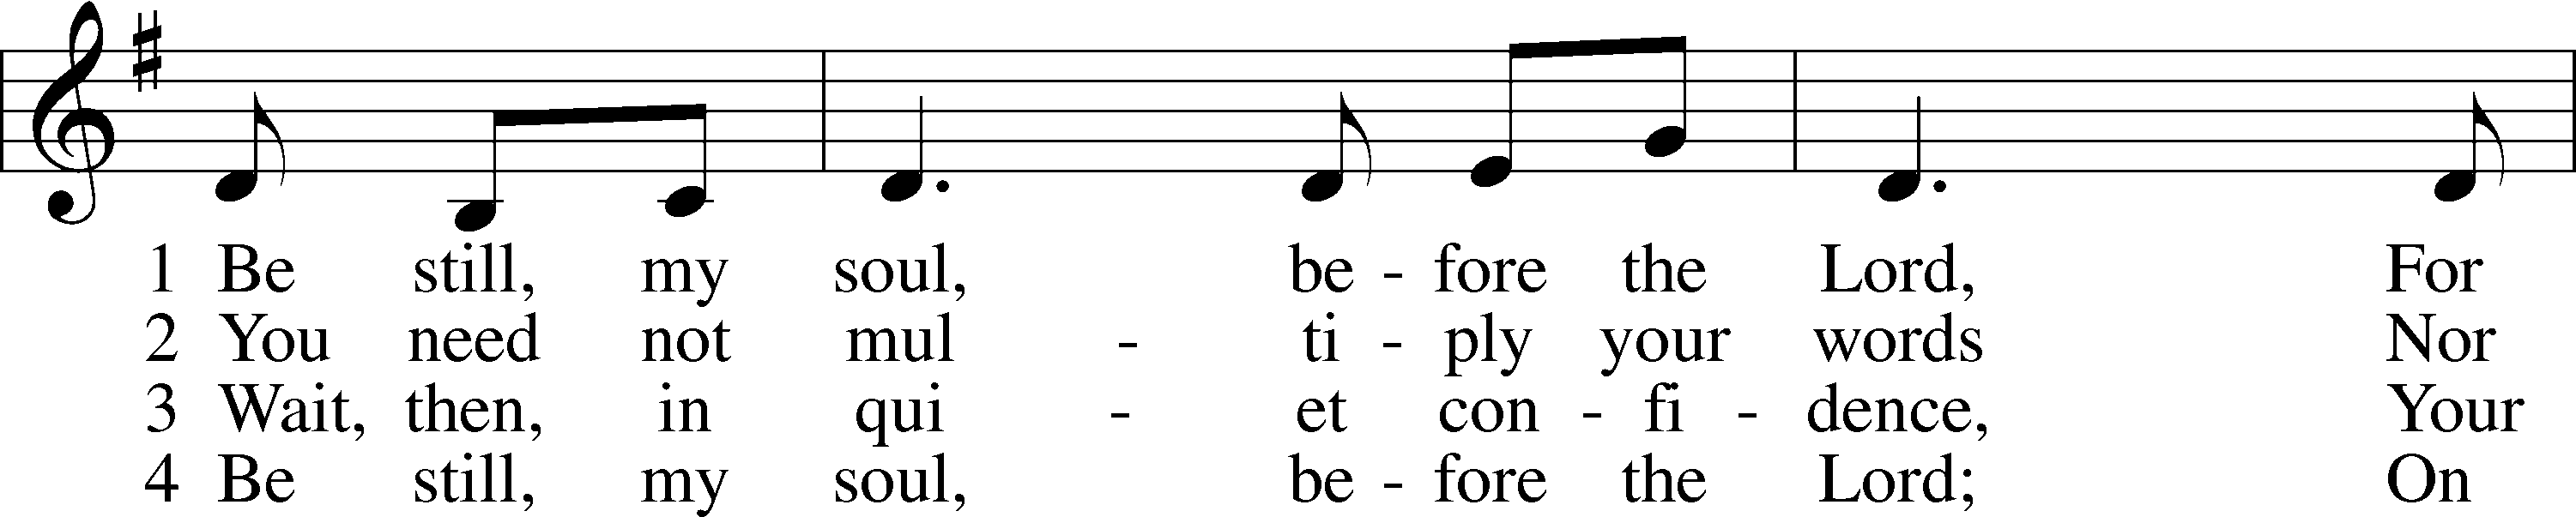 1 Be still, my soul, be - fore the Lord, For
2 You need not mul - ti - ply your words Nor
3 Wait, then, in qui - et con - fi - dence, Your
4 Be still, my soul, be - fore the Lord; On